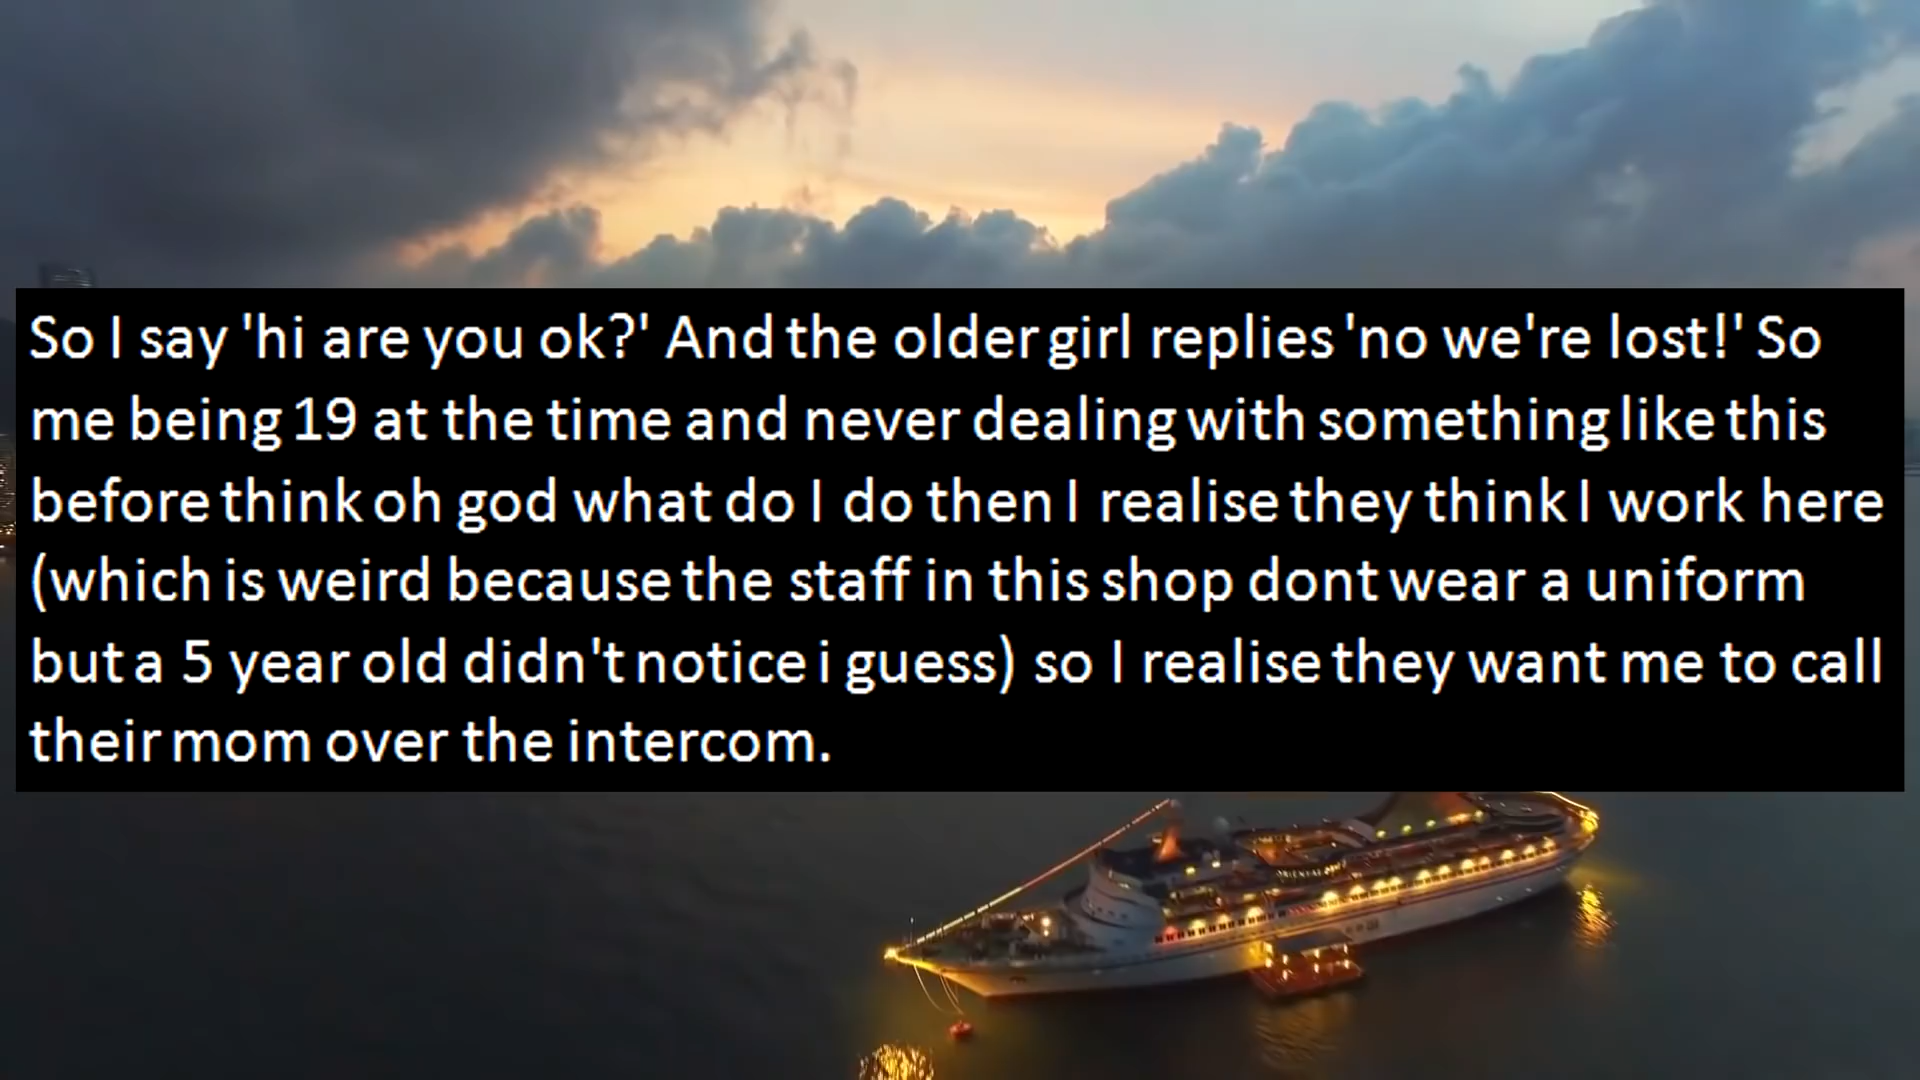 So I say 'hi are you ok?' And the older girl replies 'no we're lost!' So
me being 19 at the time and never dealing with something like this
before think oh god what do I do then I realise they think I work here
(which is weird because the staff in this shop dont wear a uniform
but a 5 year old didn't notice i guess) so I realise they want me to call
their mom over the intercom.